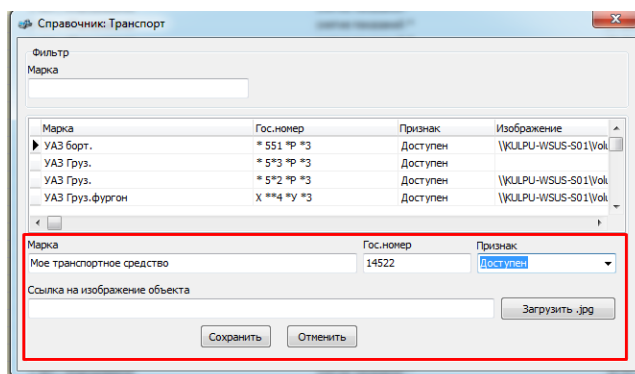 Справочник: Транспорт
Фильтр
Марка
Марка Гос.номер Признак Изображение
УАЗ борт. * 551 *Р *3 Доступен \\KULPU-WSUS-S01\Volu
УАЗ Груз. * 5*3 *Р *3 Доступен
УАЗ Груз. * 5*2 *Р *3 Доступен \\KULPU-WSUS-S01\Volu
УАЗ Груз.фургон Х **4 *У *3 Доступен \\KULPU-WSUS-S01\Volu
Марка Гос.номер Признак
Мое транспортное средство 14522 Доступен
Ссылка на изображение объекта
Загрузить .jpg
Сохранить Отменить